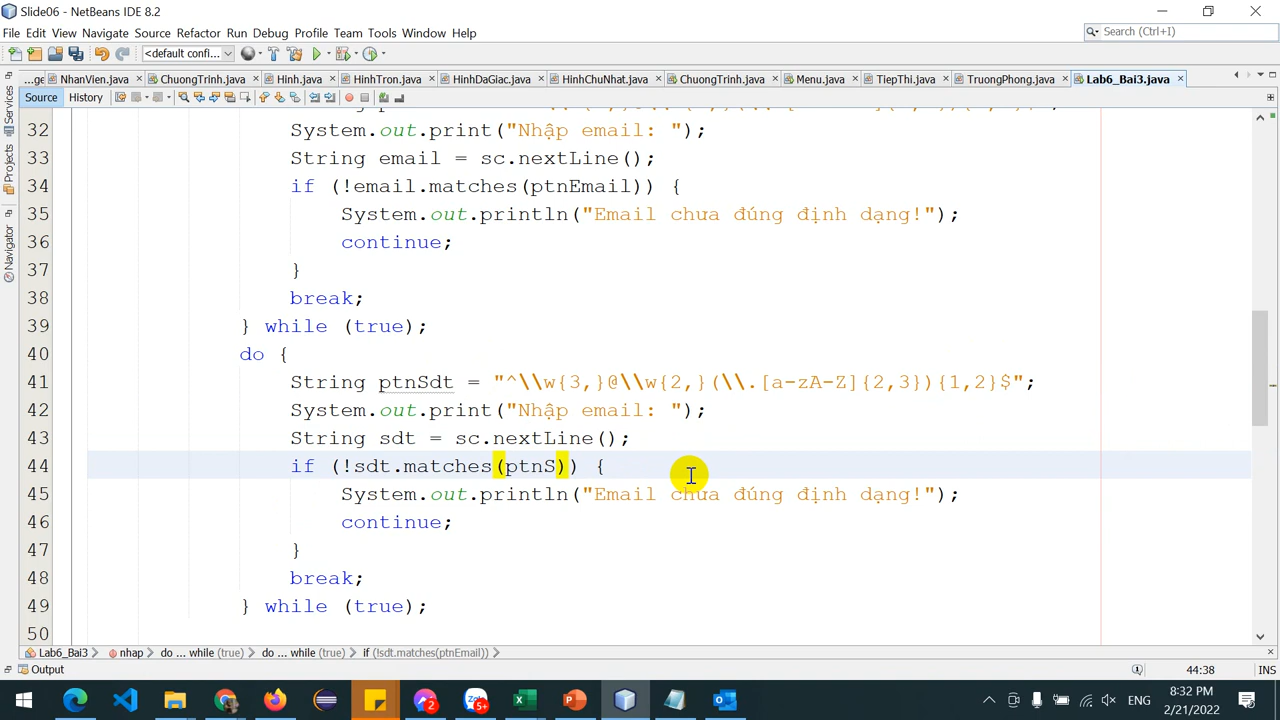 Slide06 - NetBeans IDE 8.2
File Edit View Navigate Source Refactor Run Debug Profile Team Tools Window Help
Search (Ctrl+I)
<default confi...
...ge NhanVien.java ChuongTrinh.java Hinh.java HinhTron.java HinhDaGiac.java HinhChuNhat.java ChuongTrinh.java Menu.java TiepThi.java TruongPhong.java Lab6_Bai3.java
Source History
Services
Projects
Navigator
32 System.out.print("Nhập email: ");
33 String email = sc.nextLine();
34 if (!email.matches(ptnEmail)) {
35 System.out.println("Email chưa đúng định dạng!");
36 continue;
37 }
38 break;
39 } while (true);
40 do {
41 String ptnSdt = "^\\w{3,}@\\w{2,}(\\.[a-zA-Z]{2,3}){1,2}$";
42 System.out.print("Nhập email: ");
43 String sdt = sc.nextLine();
44 if (!sdt.matches(ptnS)) {
45 System.out.println("Email chưa đúng định dạng!");
46 continue;
47 }
48 break;
49 } while (true);
50
Lab6_Bai3 nhap do ... while (true) do ... while (true) if (!sdt.matches(ptnEmail))
Output
44:38 INS
2
5+
ENG
8:32 PM
2/21/2022